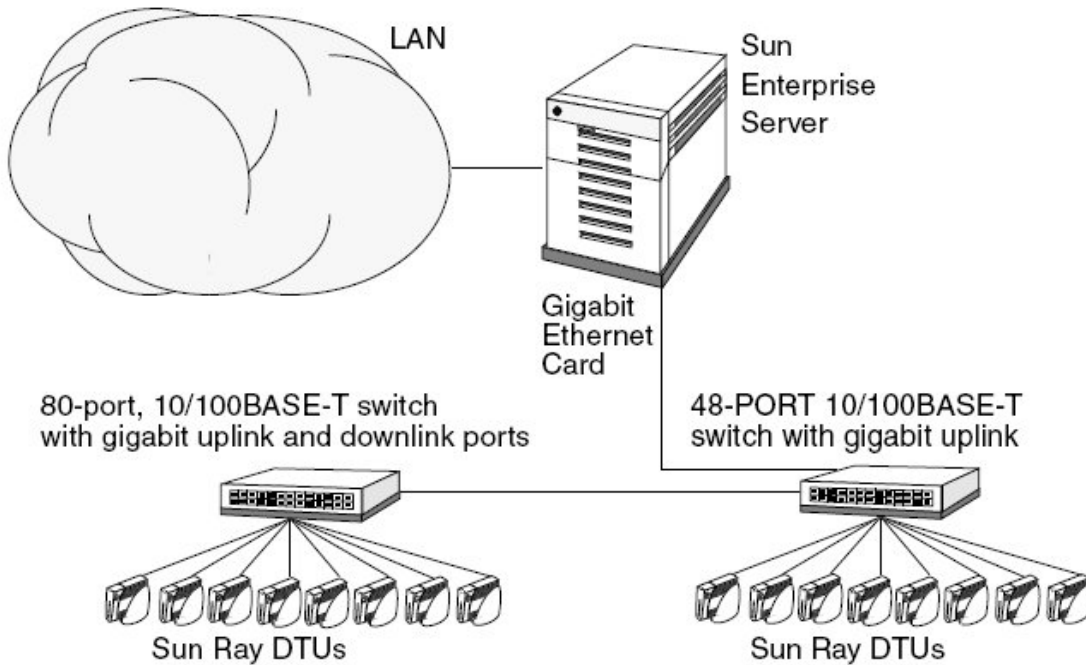 LAN
Sun
Enterprise
Server
Gigabit
Ethernet
Card
80-port, 10/100BASE-T switch
with gigabit uplink and downlink ports
48-PORT 10/100BASE-T
switch with gigabit uplink
Sun Ray DTUs
Sun Ray DTUs